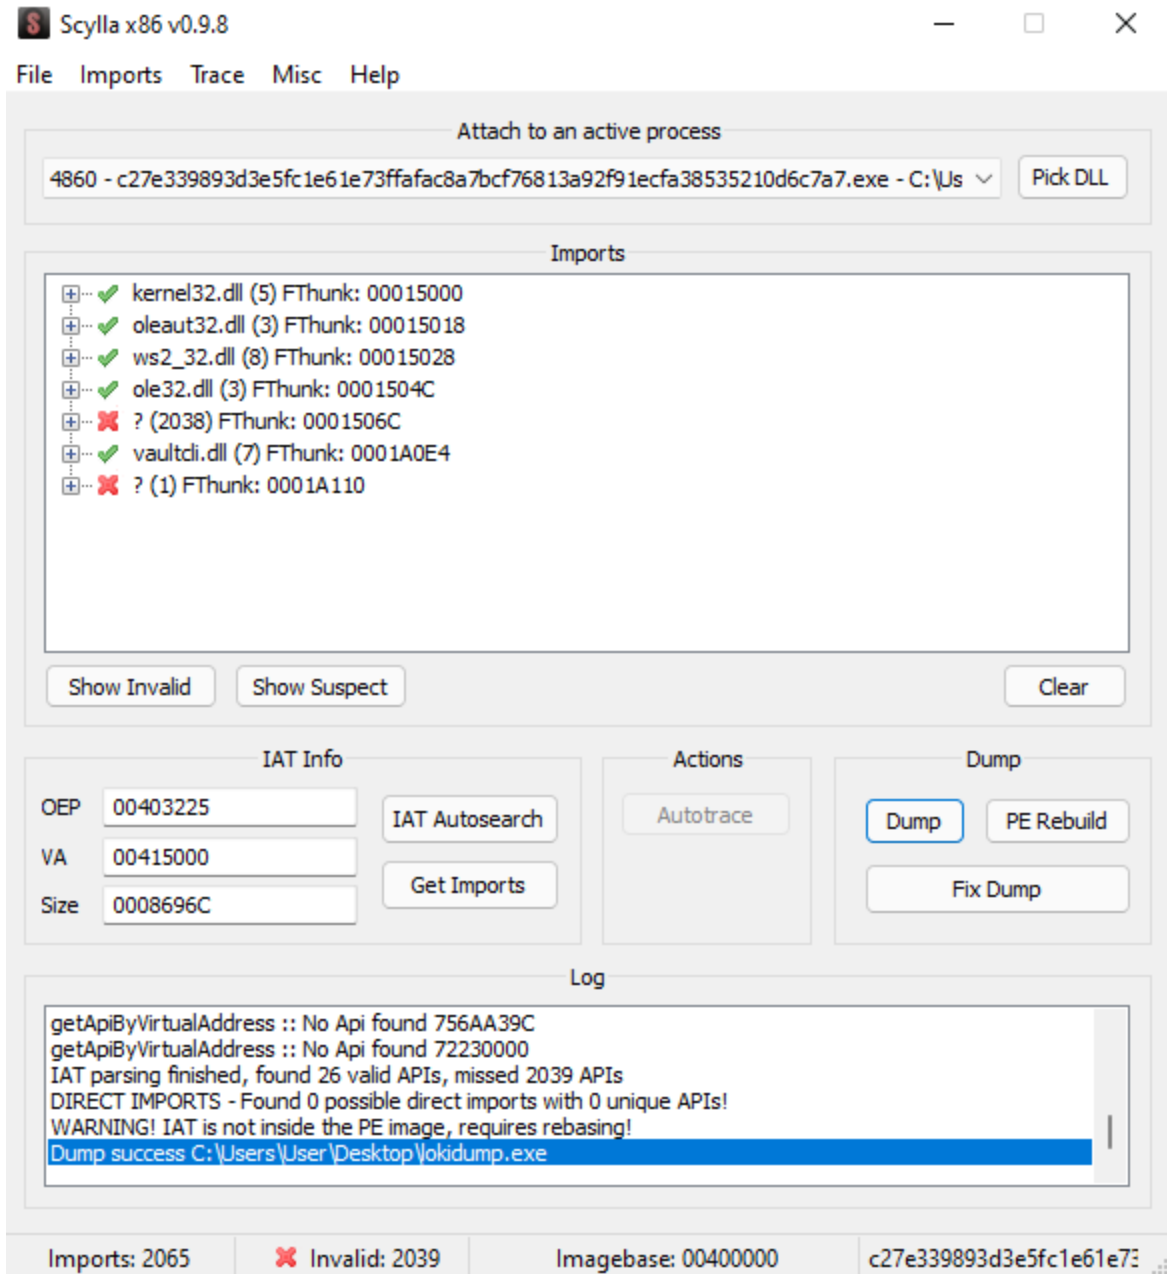 Scylla x86 v0.9.8
File Imports Trace Misc Help
Attach to an active process
4860 - c27e339893d3e5fc1e61e73ffafac8a7bcf76813a92f91ecfa38535210d6c7a7.exe - C:\Us
Pick DLL
Imports
kernel32.dll (5) FThunk: 00015000
oleaut32.dll (3) FThunk: 00015018
ws2_32.dll (8) FThunk: 00015028
ole32.dll (3) FThunk: 0001504C
? (2038) FThunk: 0001506C
vaultcli.dll (7) FThunk: 0001A0E4
? (1) FThunk: 0001A110
Show Invalid Show Suspect Clear
IAT Info
OEP 00403225
VA 00415000
Size 0008696C
IAT Autosearch
Get Imports
Actions
Autotrace
Dump
Dump PE Rebuild
Fix Dump
Log
getApiByVirtualAddress :: No Api found 756AA39C
getApiByVirtualAddress :: No Api found 72230000
IAT parsing finished, found 26 valid APIs, missed 2039 APIs
DIRECT IMPORTS - Found 0 possible direct imports with 0 unique APIs!
WARNING! IAT is not inside the PE image, requires rebasing!
Dump success C:\Users\User\Desktop\lokidump.exe
Imports: 2065 Invalid: 2039 Imagebase: 00400000 c27e339893d3e5fc1e61e73